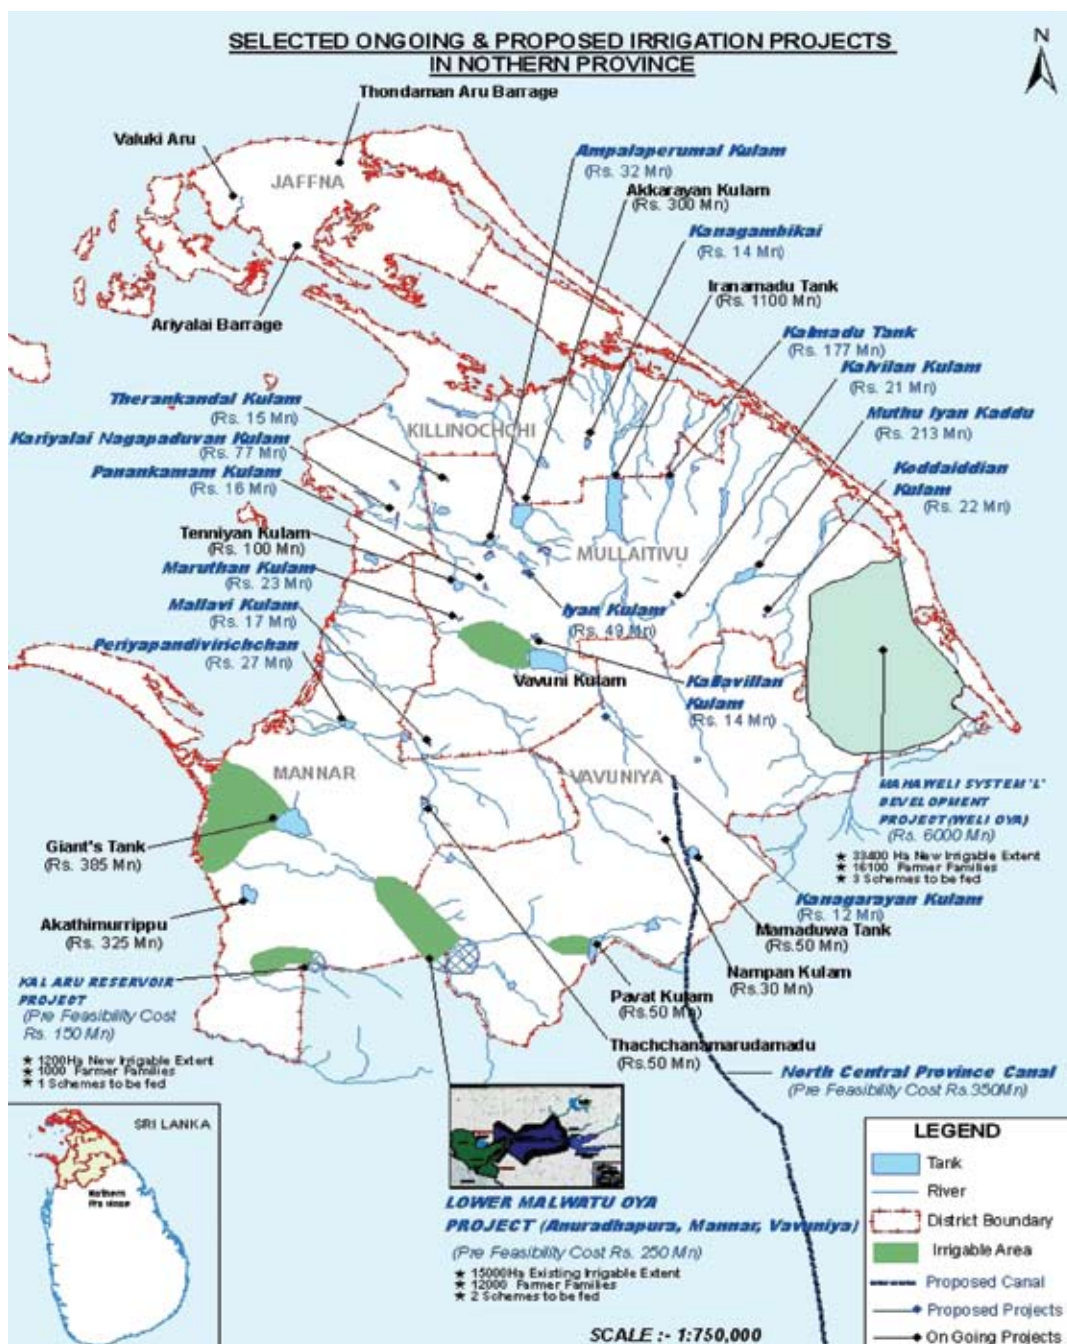 SELECTED ONGOING & PROPOSED IRRIGATION PROJECTS
IN NOTHERN PROVINCE
N
Thondaman Aru Barrage
Valuki Aru
JAFFNA
Ariyalai Barrage
Ampalaperumal Kulam
(Rs. 32 Mn)
Akkarayan Kulam
(Rs. 300 Mn)
Kanagambikai
(Rs. 14 Mn)
Iranamadu Tank
(Rs. 1100 Mn)
Kalmadu Tank
(Rs. 177 Mn)
Kalvilan Kulam
(Rs. 21 Mn)
Muthu Iyan Kaddu
(Rs. 213 Mn)
Koddaiddian
Kulam
(Rs. 22 Mn)
Therankandal Kulam
(Rs. 15 Mn)
KILLINOCHCHI
Kariyalai Nagapaduvan Kulam
(Rs. 77 Mn)
Panankamam Kulam
(Rs. 16 Mn)
Tenniyan Kulam
(Rs. 100 Mn)
MULLAITIVU
Maruthan Kulam
(Rs. 23 Mn)
Mallavi Kulam
(Rs. 17 Mn)
Iyan Kulam
(Rs. 49 Mn)
Periyapandivirichchan
(Rs. 27 Mn)
Vavuni Kulam
Kallavillan
Kulam
(Rs. 14 Mn)
MANNAR
VAVUNIYA
MAHAWELI SYSTEM 'L'
DEVELOPMENT
PROJECT(WELI OYA)
(Rs. 6000 Mn)
★ 33400 Ha New Irrigable Extent
★ 16100 Farmer Families
★ 3 Schemes to be fed
Giant's Tank
(Rs. 385 Mn)
Akathimurrippu
(Rs. 325 Mn)
Kanagarayan Kulam
(Rs. 12 Mn)
Mamaduwa Tank
(Rs.50 Mn)
Nampan Kulam
(Rs.30 Mn)
Pavat Kulam
(Rs.50 Mn)
Thachchanamarudamadu
(Rs.50 Mn)
KAL ARU RESERVOIR
PROJECT
(Pre Feasibility Cost
Rs. 150 Mn)
★ 1200Ha New Irrigable Extent
★ 1000 Farmer Families
★ 1 Schemes to be fed
North Central Province Canal
(Pre Feasibility Cost Rs.350Mn)
SRI LANKA
Nothern
Province
LOWER MALWATU OYA
PROJECT (Anuradhapura, Mannar, Vavuniya)
(Pre Feasibility Cost Rs. 250 Mn)
★ 15000Ha Existing Irrigable Extent
★ 12000 Farmer Families
★ 2 Schemes to be fed
LEGEND
Tank
River
District Boundary
Irrigable Area
Proposed Canal
Proposed Projects
On Going Projects
SCALE :- 1:750,000